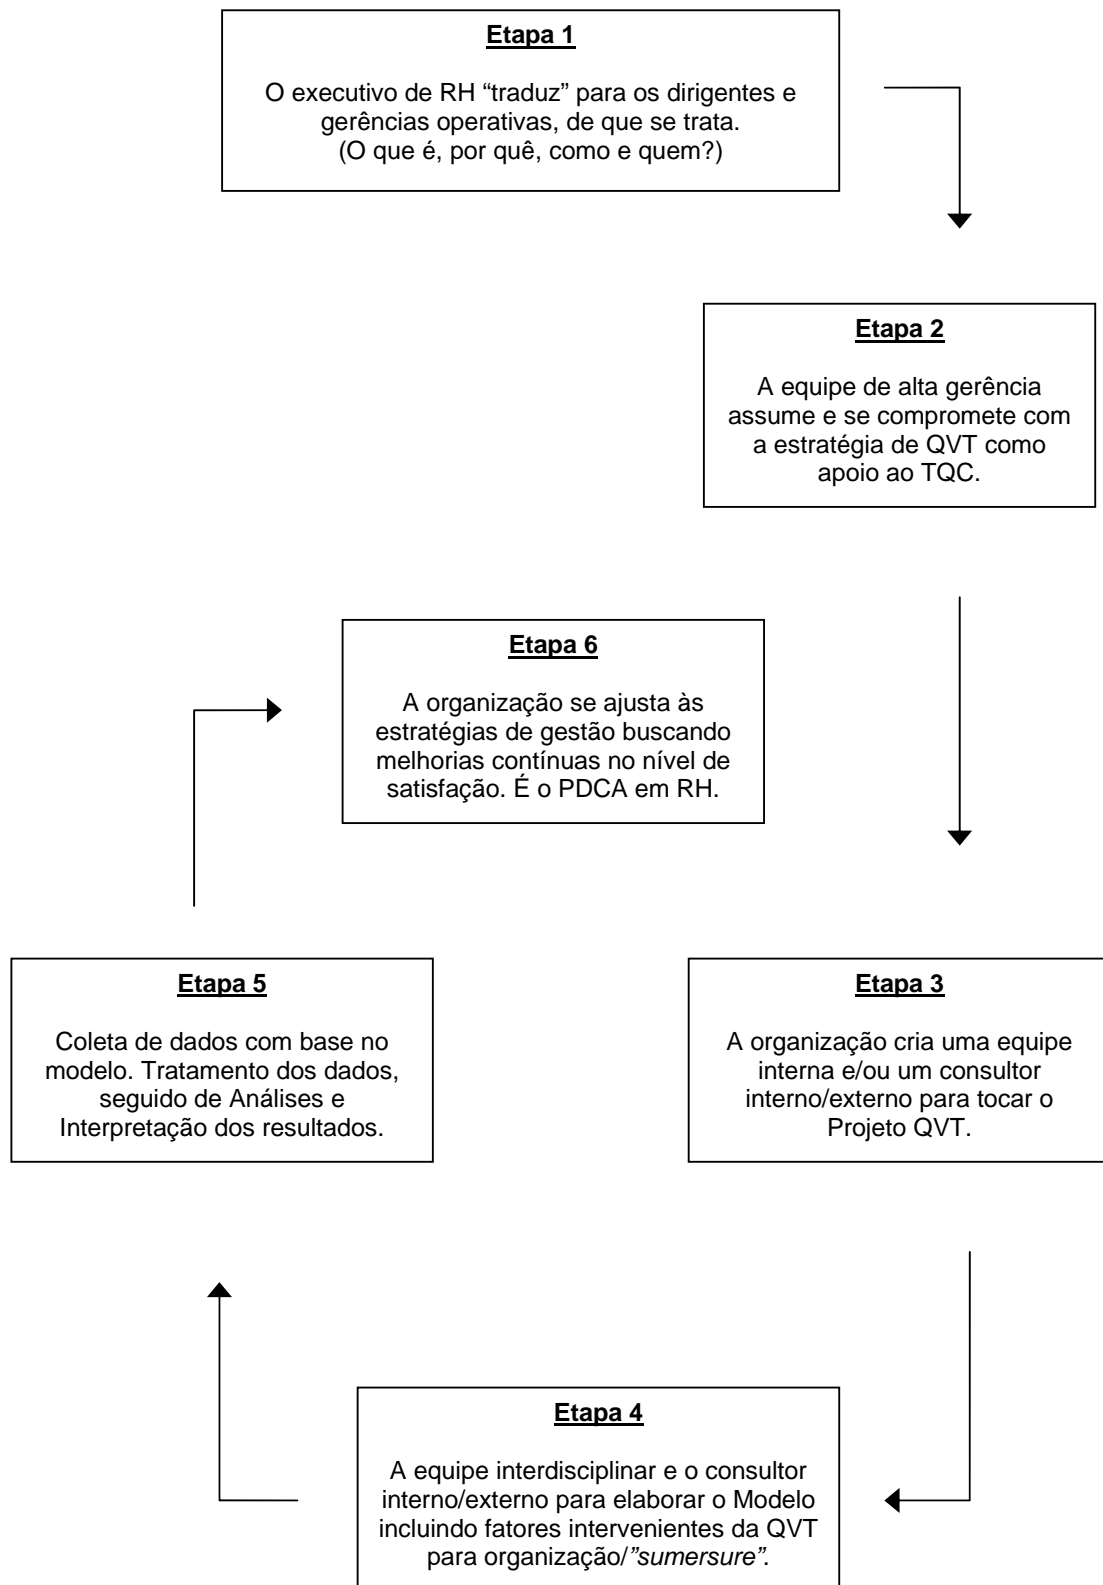 Etapa 1
O executivo de RH “traduz” para os dirigentes e
gerências operativas, de que se trata.
(O que é, por quê, como e quem?)
Etapa 2
A equipe de alta gerência
assume e se compromete com
a estratégia de QVT como
apoio ao TQC.
Etapa 3
A organização cria uma equipe
interna e/ou um consultor
interno/externo para tocar o
Projeto QVT.
Etapa 4
A equipe interdisciplinar e o consultor
interno/externo para elaborar o Modelo
incluindo fatores intervenientes da QVT
para organização/”sumersure”.
Etapa 5
Coleta de dados com base no
modelo. Tratamento dos dados,
seguido de Análises e
Interpretação dos resultados.
Etapa 6
A organização se ajusta às
estratégias de gestão buscando
melhorias contínuas no nível de
satisfação. É o PDCA em RH.